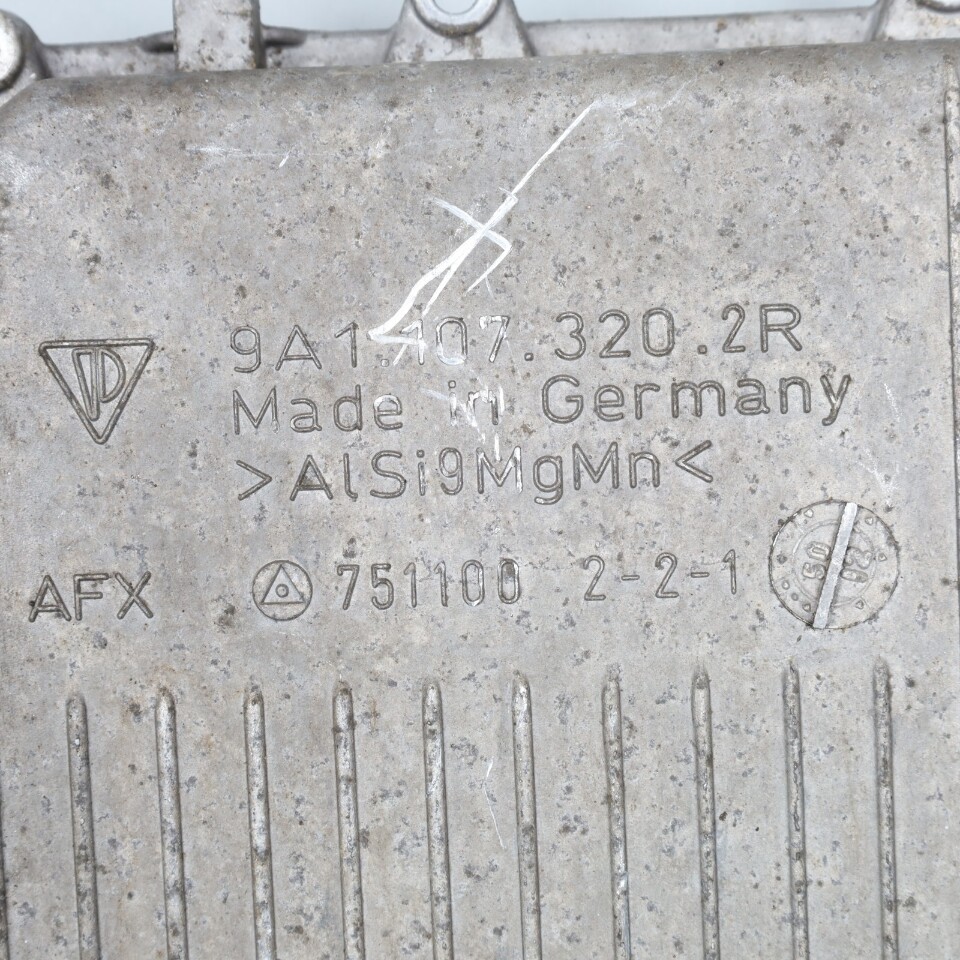 9A1.107.320.2R
Made in Germany
>AlSi9MgMn<
AFX 751100 2-2-1